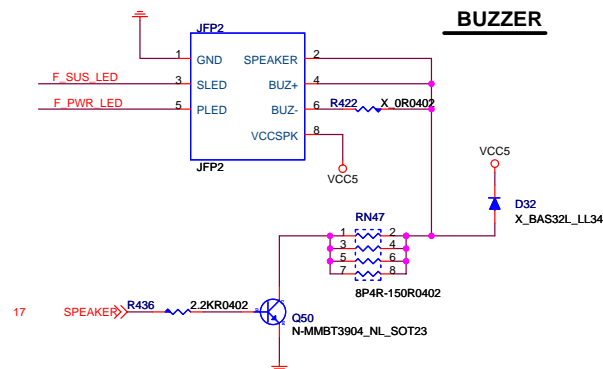 BUZZER
JFP2
1 GND SPEAKER 2
F_SUS_LED 3 SLED BUZ+ 4
F_PWR_LED 5 PLED BUZ- 6 R422 X_0R0402
VCCSPK 8
JFP2
VCC5
VCC5
D32
X_BAS32L_LL34
RN47
1 2
3 4
5 6
7 8
8P4R-150R0402
17 SPEAKER R436 2.2KR0402
Q50
N-MMBT3904_NL_SOT23